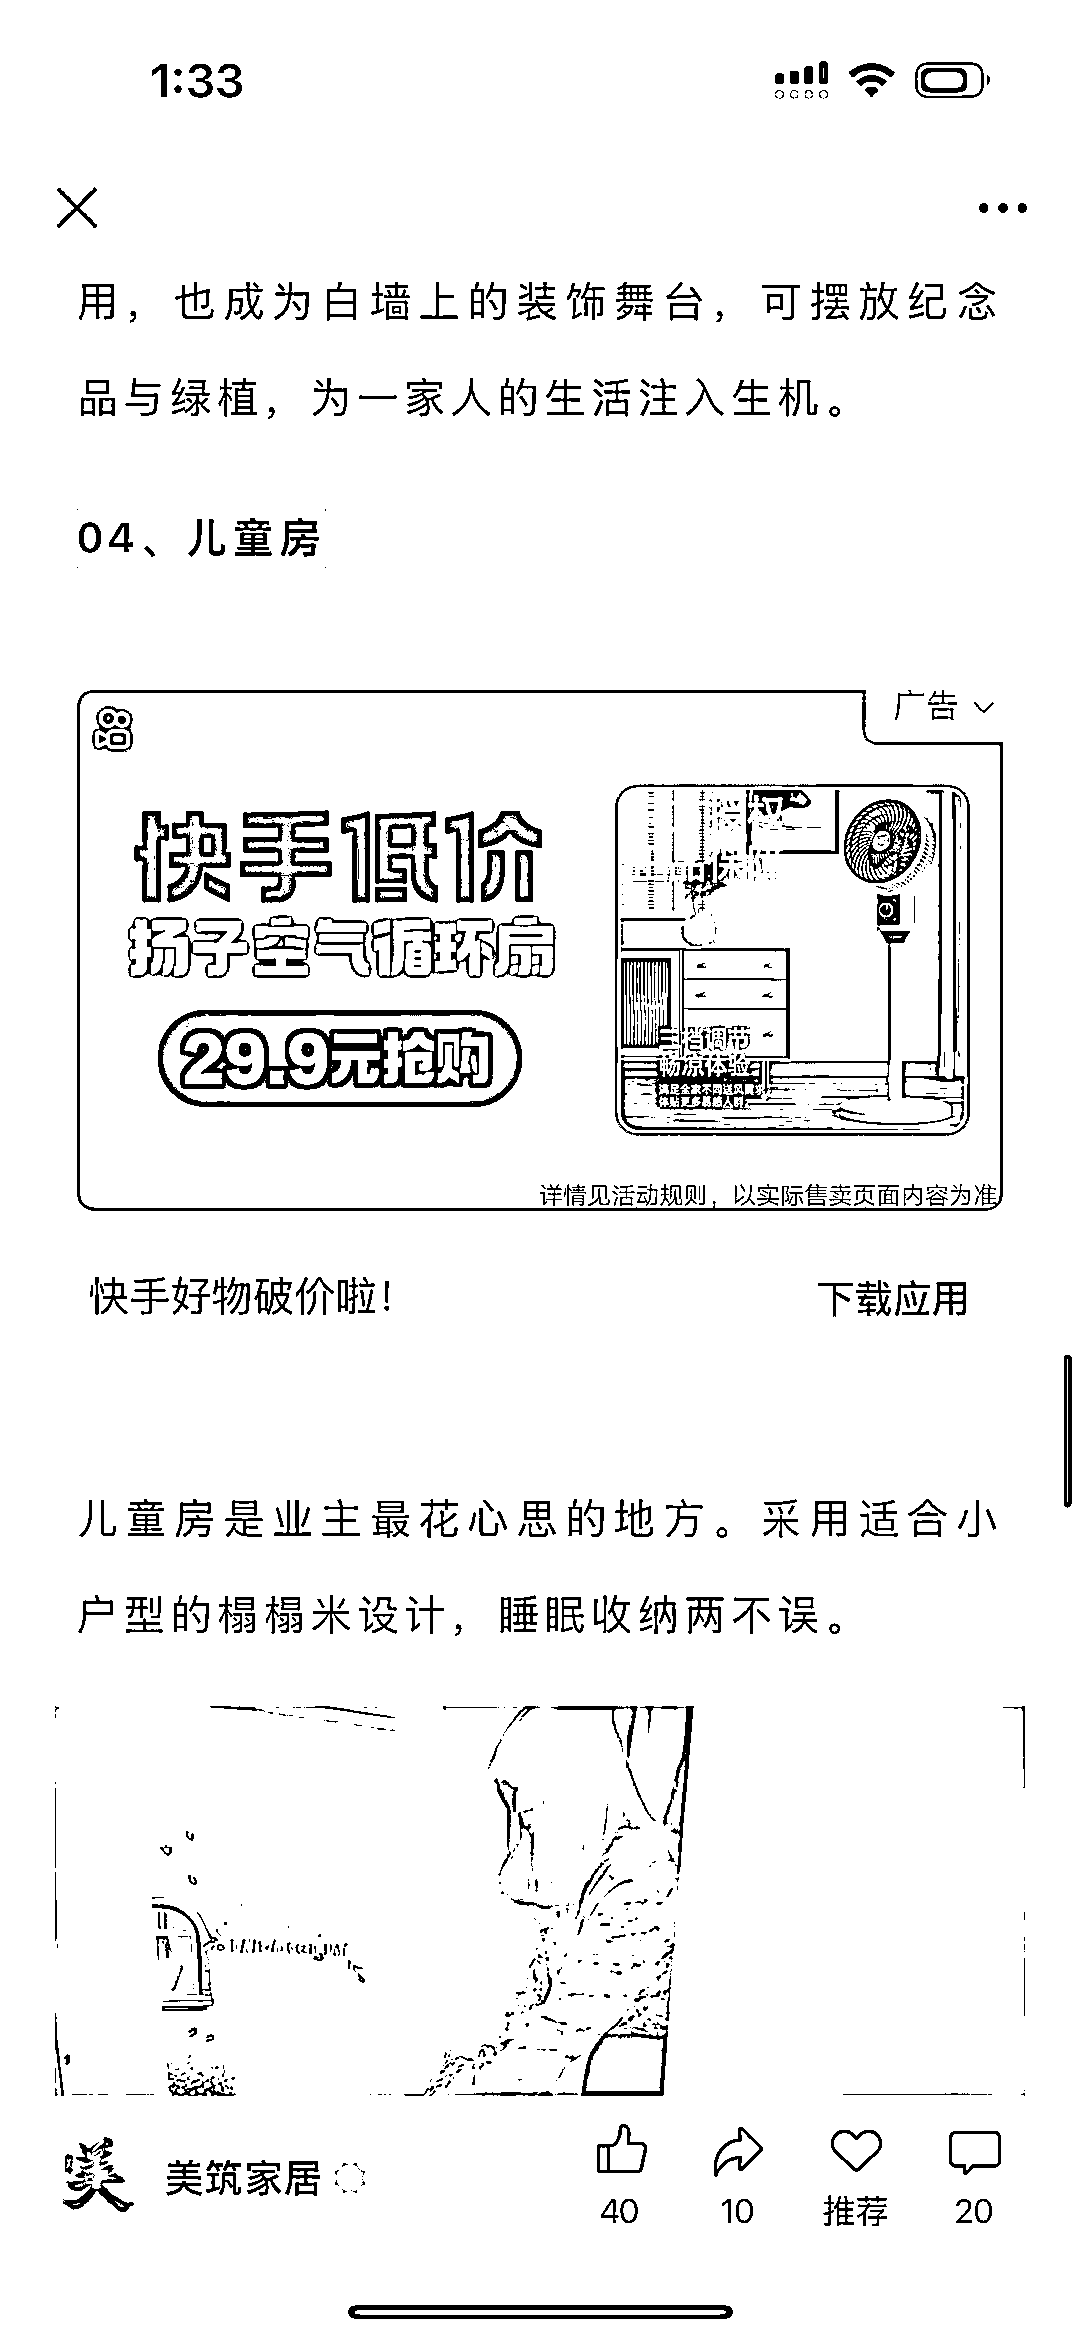 1:33
用，也成为白墙上的装饰舞台，可摆放纪念
品与绿植，为一家人的生活注入生机。
04、儿童房
广告
快手低价
扬子空气循环扇
29.9元抢购
授权
正品保障
三挡调节
畅凉体验
详情见活动规则，以实际售卖页面内容为准
快手好物破价啦！
下载应用
儿童房是业主最花心思的地方。采用适合小
户型的榻榻米设计，睡眠收纳两不误。
美筑家居
40
10
推荐
20